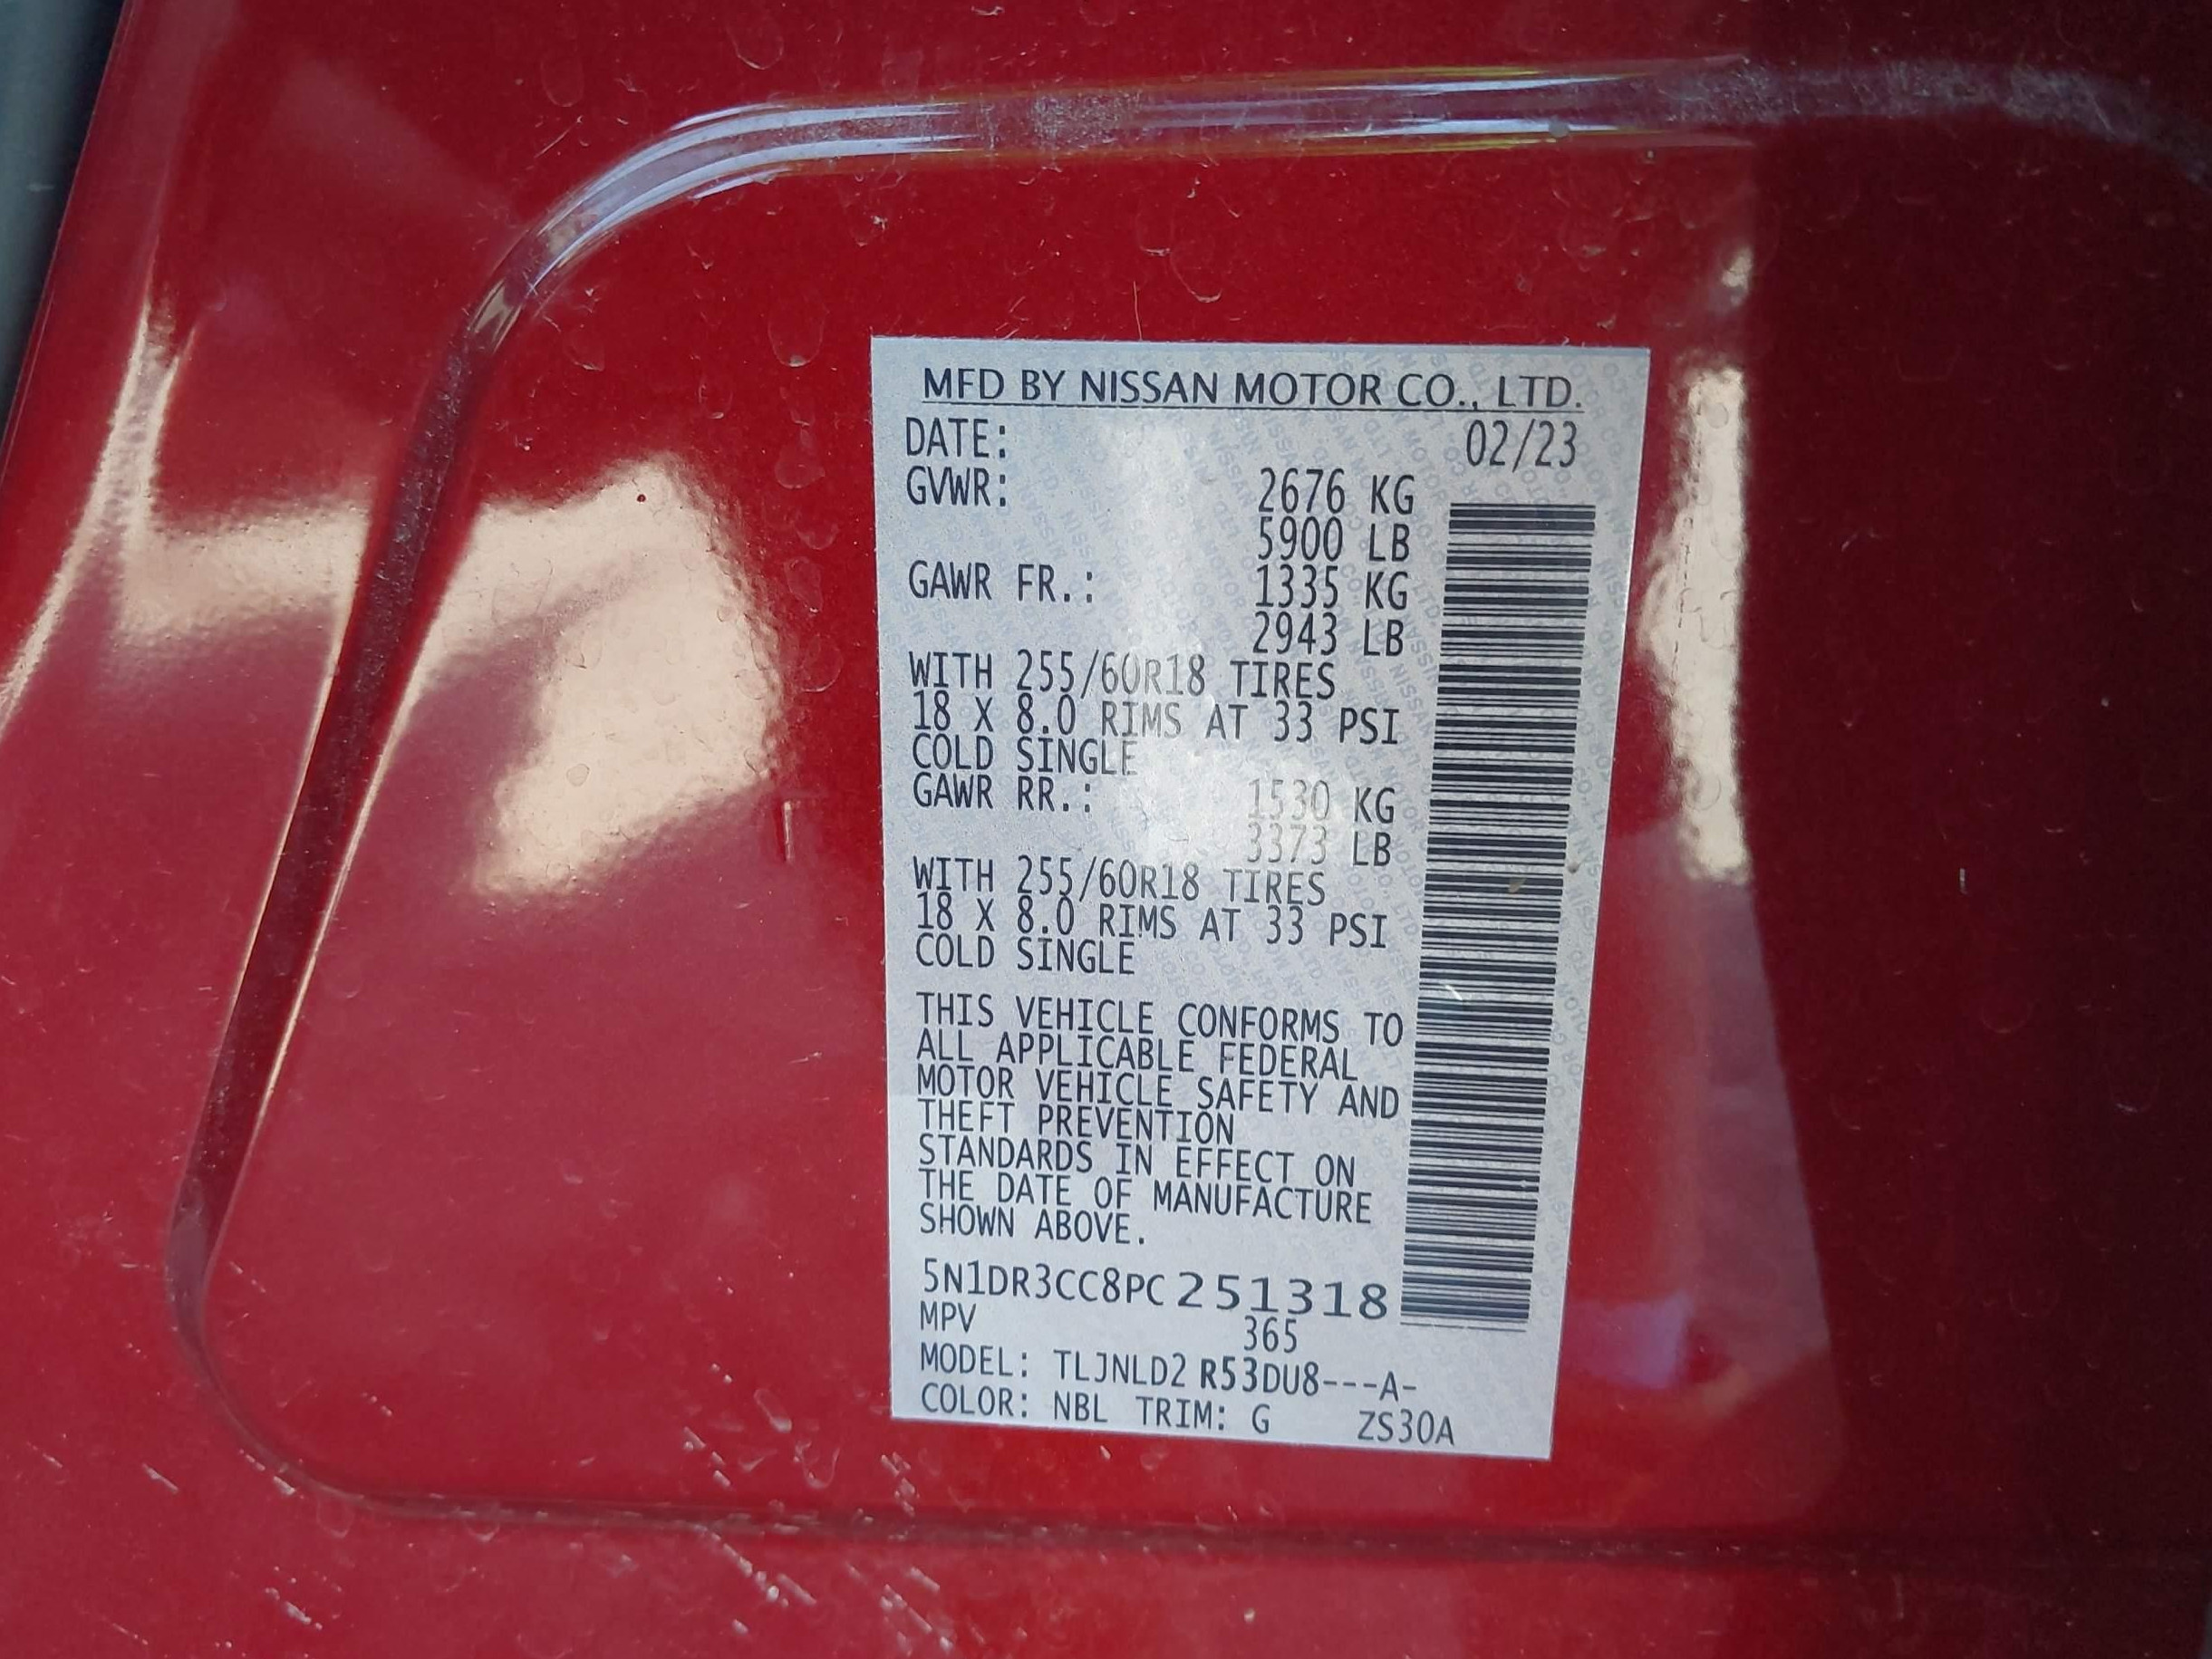 MFD BY NISSAN MOTOR CO., LTD.
DATE: 02/23
GVWR: 2676 KG
5900 LB
GAWR FR.: 1335 KG
2943 LB
WITH 255/60R18 TIRES
18 X 8.0 RIMS AT 33 PSI
COLD SINGLE
GAWR RR.: 1530 KG
3373 LB
WITH 255/60R18 TIRES
18 X 8.0 RIMS AT 33 PSI
COLD SINGLE
THIS VEHICLE CONFORMS TO
ALL APPLICABLE FEDERAL
MOTOR VEHICLE SAFETY AND
THEFT PREVENTION
STANDARDS IN EFFECT ON
THE DATE OF MANUFACTURE
SHOWN ABOVE.
5N1DR3CC8PC251318
MPV 365
MODEL: TLJNLD2 R53DU8---A-
COLOR: NBL TRIM: G ZS30A